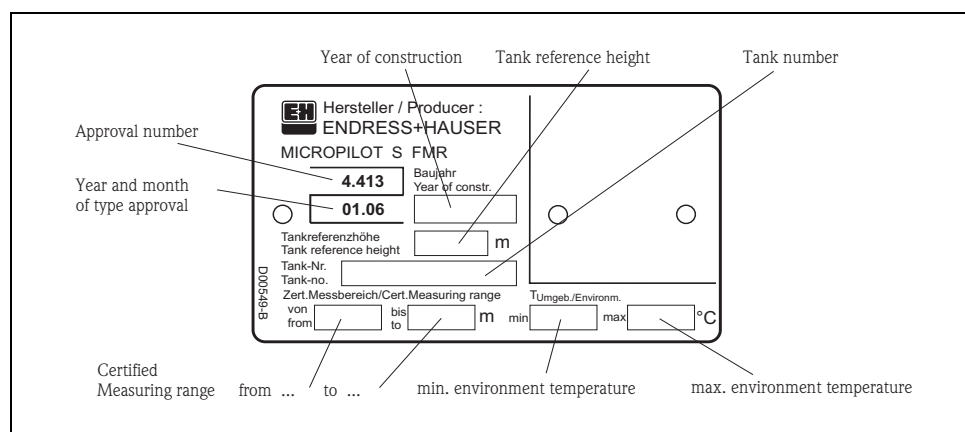 Year of construction Tank reference height Tank number
E+H Hersteller / Producer :
ENDRESS+HAUSER
MICROPILOT S FMR
Approval number
4.413
Baujahr
Year of constr.
Year and month
of type approval
01.06
Tankreferenzhöhe
Tank reference height m
Tank-Nr.
Tank-no.
D00549-B
Zert.Messbereich/Cert.Measuring range TUmgeb./Environm.
von bis
from to m min max °C
Certified
Measuring range from ... to ... min. environment temperature max. environment temperature